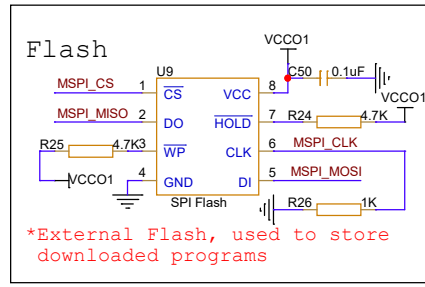 Flash
U9
VCCO1
C50 0.1uF
MSPI_CS 1 CS VCC 8
VCCO1
MSPI_MISO 2 DO HOLD 7 R24 4.7K
R25 4.7K 3 WP CLK 6 MSPI_CLK
VCCO1 4 GND DI 5 MSPI_MOSI
SPI Flash R26 1K
*External Flash, used to store
downloaded programs